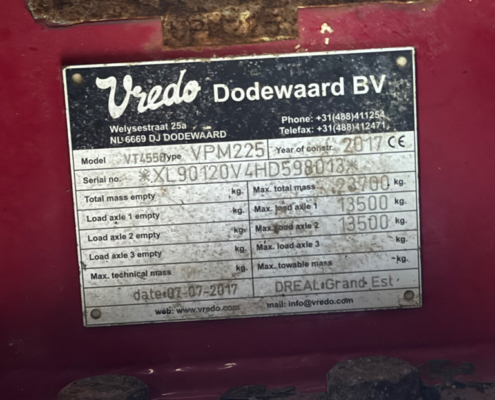 Vredo Dodewaard BV
Welysestraat 25a
Phone: +31(488)411254
NL 6669 DJ DODEWAARD
Telefax: +31(488)412471
Model VT4556 Type VPM225 Year of constr. 2017 CE
Serial no. *XL90120V4HD598013*
Total mass empty kg. Max. total mass 23700 kg.
Load axle 1 empty kg. Max. load axle 1 13500 kg.
Load axle 2 empty kg. Max. load axle 2 13500 kg.
Load axle 3 empty kg. Max. load axle 3 kg.
Max. technical mass kg. Max. towable mass kg.
date:07-07-2017 DREAL:Grand Est
web: www.vredo.com mail: info@vredo.com